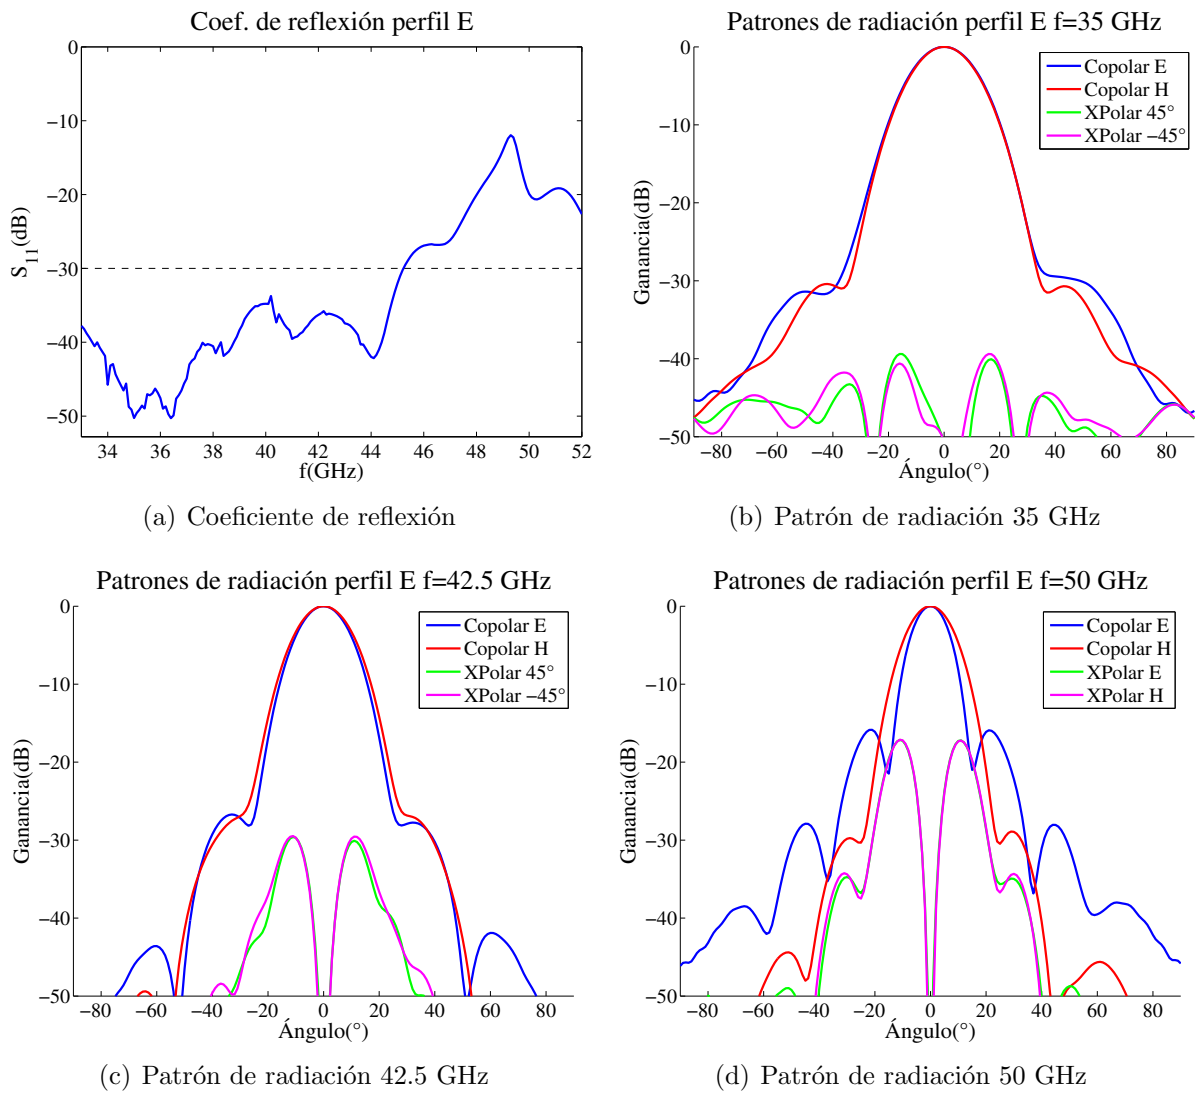 Coef. de reflexión perfil E
0
−10
−20
−30
−40
−50
S11(dB)
34 36 38 40 42 44 46 48 50 52
f(GHz)
(a) Coeficiente de reflexión
Patrones de radiación perfil E f=35 GHz
0
−10
−20
−30
−40
−50
Ganancia(dB)
Copolar E
Copolar H
XPolar 45°
XPolar −45°
−80 −60 −40 −20 0 20 40 60 80
Ángulo(°)
(b) Patrón de radiación 35 GHz
Patrones de radiación perfil E f=42.5 GHz
0
−10
−20
−30
−40
−50
Ganancia(dB)
Copolar E
Copolar H
XPolar 45°
XPolar −45°
−80 −60 −40 −20 0 20 40 60 80
Ángulo(°)
(c) Patrón de radiación 42.5 GHz
Patrones de radiación perfil E f=50 GHz
0
−10
−20
−30
−40
−50
Ganancia(dB)
Copolar E
Copolar H
XPolar E
XPolar H
−80 −60 −40 −20 0 20 40 60 80
Ángulo(°)
(d) Patrón de radiación 50 GHz